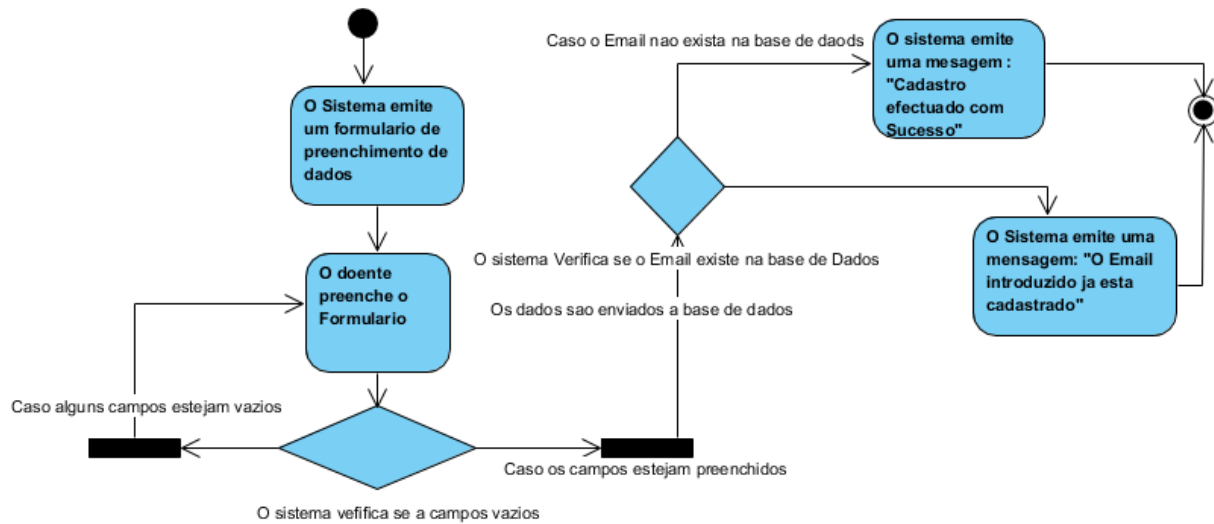 O Sistema emite
um formulario de
preenchimento de
dados
O doente
preenche o
Formulario
Caso alguns campos estejam vazios
O sistema vefifica se a campos vazios
Caso os campos estejam preenchidos
Os dados sao enviados a base de dados
O sistema Verifica se o Email existe na base de Dados
Caso o Email nao exista na base de daods
O sistema emite
uma mesagem :
"Cadastro
efectuado com
Sucesso"
O Sistema emite uma
mensagem: "O Email
introduzido ja esta
cadastrado"